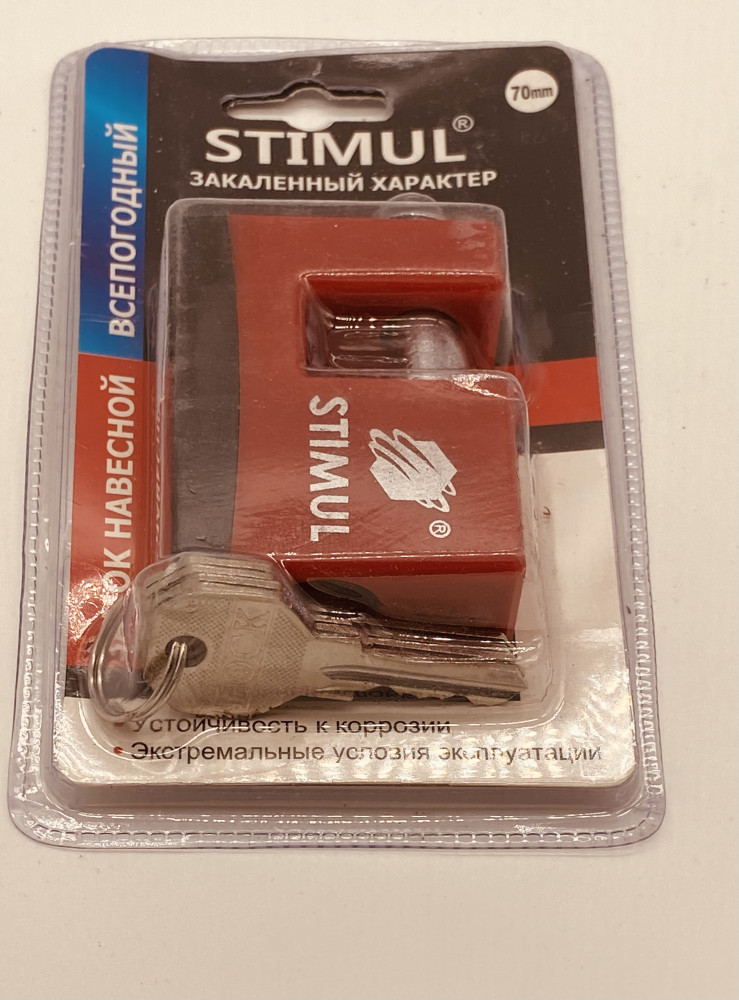 70mm
STIMUL®
ЗАКАЛЕННЫЙ ХАРАКТЕР
ВСЕПОГОДНЫЙ
ОК НАВЕСНОЙ
STIMUL
®
Устойчивость к коррозии
Экстремальные условия эксплуатации